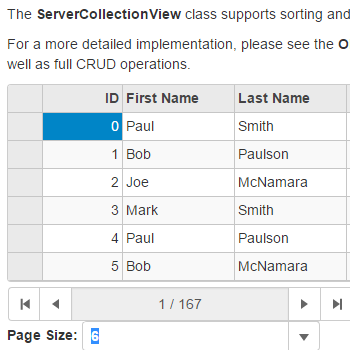 The ServerCollectionView class supports sorting and
For a more detailed implementation, please see the O
well as full CRUD operations.
ID First Name Last Name
0 Paul Smith
1 Bob Paulson
2 Joe McNamara
3 Mark Smith
4 Paul Paulson
5 Bob McNamara
1 / 167
Page Size: 6